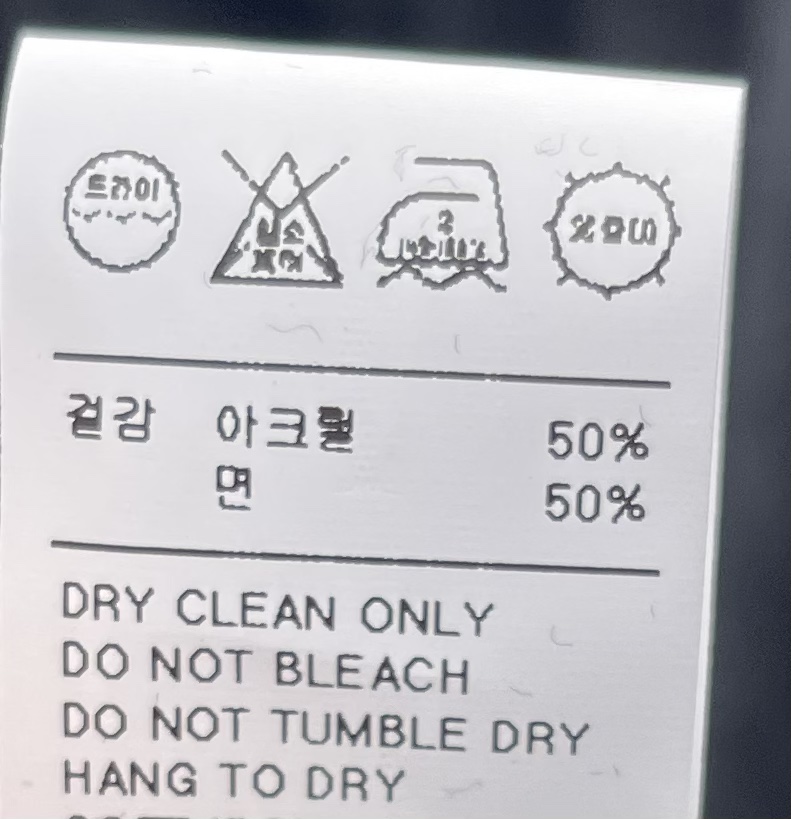 드라이
2
겉감 아크릴 50%
면 50%
DRY CLEAN ONLY
DO NOT BLEACH
DO NOT TUMBLE DRY
HANG TO DRY